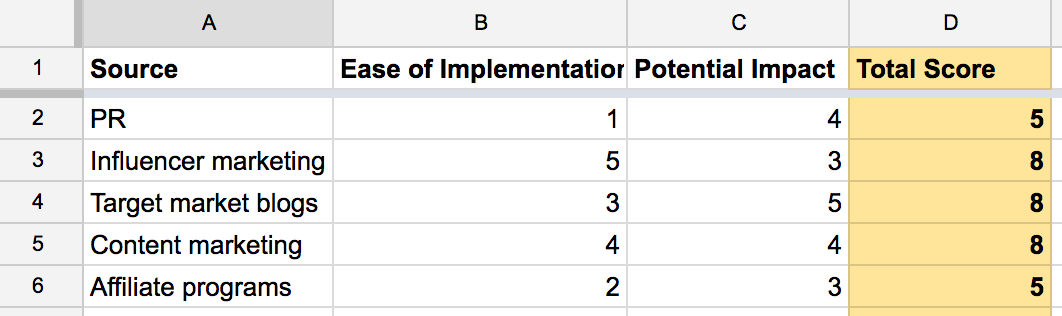 A B C D
1 Source Ease of Implementation Potential Impact Total Score
2 PR 1 4 5
3 Influencer marketing 5 3 8
4 Target market blogs 3 5 8
5 Content marketing 4 4 8
6 Affiliate programs 2 3 5